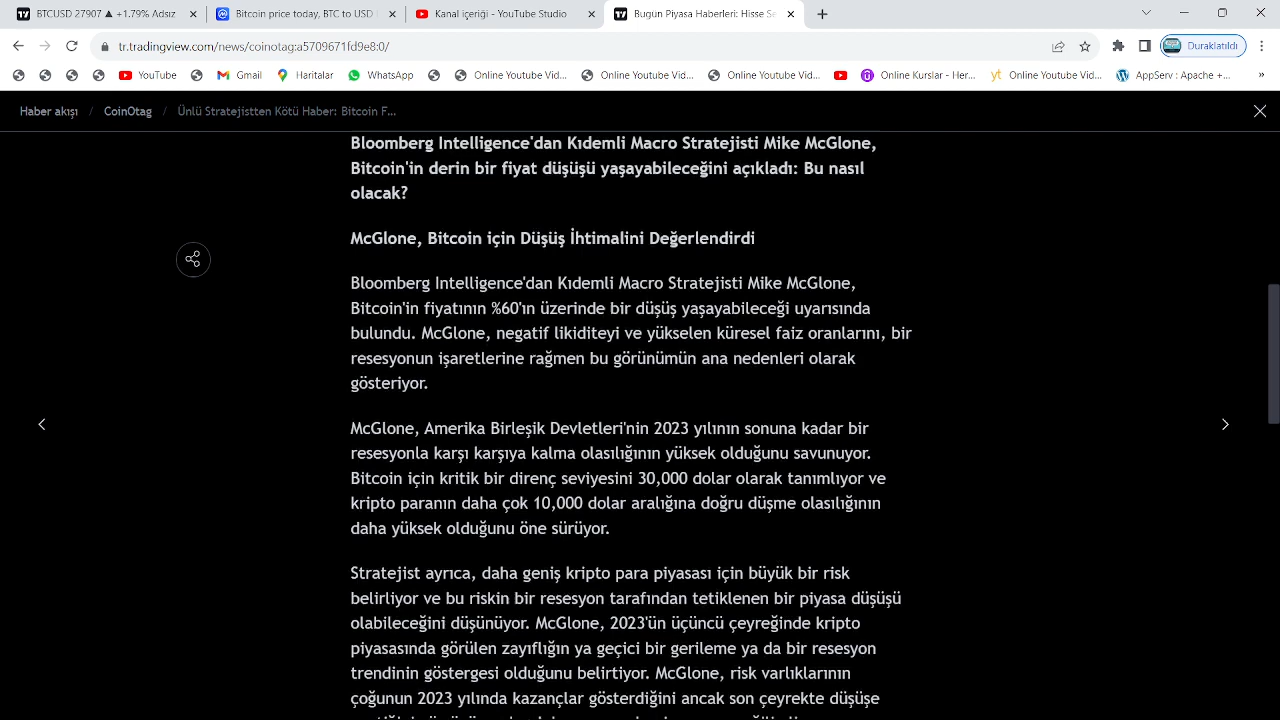 BTCUSD 27907 ▲ +1.79% Adsız
Bitcoin price today, BTC to USD
Kanal içeriği - YouTube Studio
Bugün Piyasa Haberleri: Hisse Se
tr.tradingview.com/news/coinotag:a5709671fd9e8:0/
Duraklatıldı
YouTube
Gmail
Haritalar
WhatsApp
Online Youtube Vid...
Online Youtube Vid...
Online Youtube Vid...
Online Kurslar - Her...
Online Youtube Vid...
AppServ : Apache +...
Haber akışı / CoinOtag / Ünlü Stratejistten Kötü Haber: Bitcoin F...
Bloomberg Intelligence'dan Kıdemli Macro Stratejisti Mike McGlone,
Bitcoin'in derin bir fiyat düşüşü yaşayabileceğini açıkladı: Bu nasıl
olacak?
McGlone, Bitcoin için Düşüş İhtimalini Değerlendirdi
Bloomberg Intelligence'dan Kıdemli Macro Stratejisti Mike McGlone,
Bitcoin'in fiyatının %60'ın üzerinde bir düşüş yaşayabileceği uyarısında
bulundu. McGlone, negatif likiditeyi ve yükselen küresel faiz oranlarını, bir
resesyonun işaretlerine rağmen bu görünümün ana nedenleri olarak
gösteriyor.
McGlone, Amerika Birleşik Devletleri'nin 2023 yılının sonuna kadar bir
resesyonla karşı karşıya kalma olasılığının yüksek olduğunu savunuyor.
Bitcoin için kritik bir direnç seviyesini 30,000 dolar olarak tanımlıyor ve
kripto paranın daha çok 10,000 dolar aralığına doğru düşme olasılığının
daha yüksek olduğunu öne sürüyor.
Stratejist ayrıca, daha geniş kripto para piyasası için büyük bir risk
belirliyor ve bu riskin bir resesyon tarafından tetiklenen bir piyasa düşüşü
olabileceğini düşünüyor. McGlone, 2023'ün üçüncü çeyreğinde kripto
piyasasında görülen zayıflığın ya geçici bir gerileme ya da bir resesyon
trendinin göstergesi olduğunu belirtiyor. McGlone, risk varlıklarının
çoğunun 2023 yılında kazançlar gösterdiğini ancak son çeyrekte düşüşe